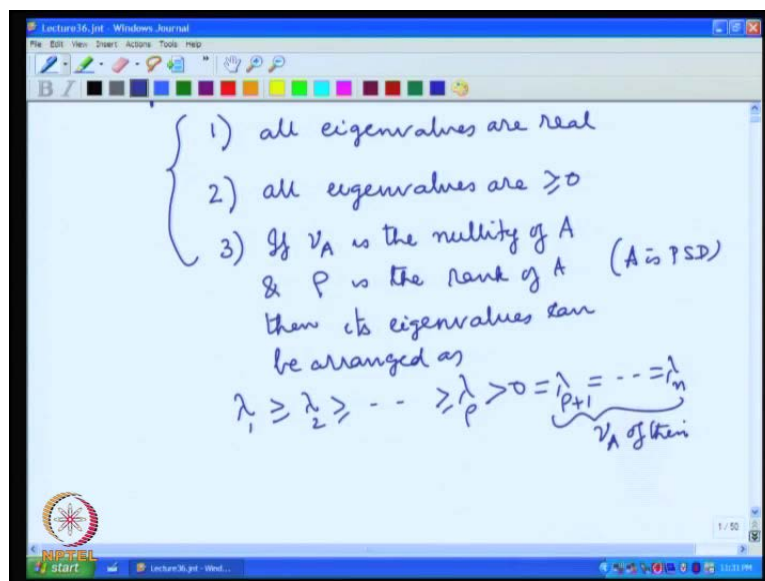 Lecture36.jnt - Windows Journal
File Edit View Insert Actions Tools Help
B I
1) all eigenvalues are real
2) all eigenvalues are ≥0
3) If ν_A is the nullity of A
& ρ is the rank of A (A is PSD)
then its eigenvalues can
be arranged as
λ_1 ≥ λ_2 ≥ -- ≥ λ_ρ > 0 = λ_{ρ+1} = --- = λ_n
ν_A of them
1 / 50
NPTEL
start Lecture36.jnt - Wind... 12:31 PM